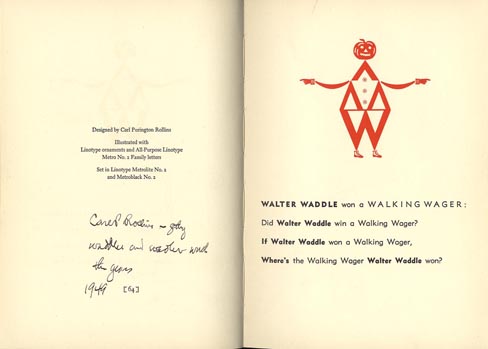 Designed by Carl Purington Rollins
Illustrated with
Linotype ornaments and All-Purpose Linotype
Metro No. 2 Family letters
Set in Linotype Metrolite No. 2
and Metroblack No. 2
Carl P Rollins
waddles and
the geese
1949 [64]
WALTER WADDLE won a WALKING WAGER:
Did Walter Waddle win a Walking Wager?
If Walter Waddle won a Walking Wager,
Where's the Walking Wager Walter Waddle won?